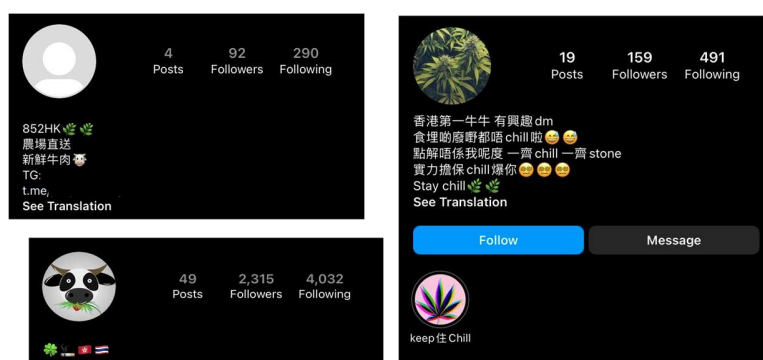 4 92 290
Posts Followers Following
852HK🌿🌿
農場直送
新鮮牛肉🐮
TG:
t.me,
See Translation
49 2,315 4,032
Posts Followers Following
🍀🚬🇭🇰🇹🇭
19 159 491
Posts Followers Following
香港第一牛牛 有興趣dm
食埋啲廢嘢都唔chill啦😅😅
點解唔係我呢度 一齊chill 一齊stone
實力擔保chill爆你😵‍💫😵‍💫😵‍💫
Stay chill🌿🌿
See Translation
Follow Message
keep住Chill